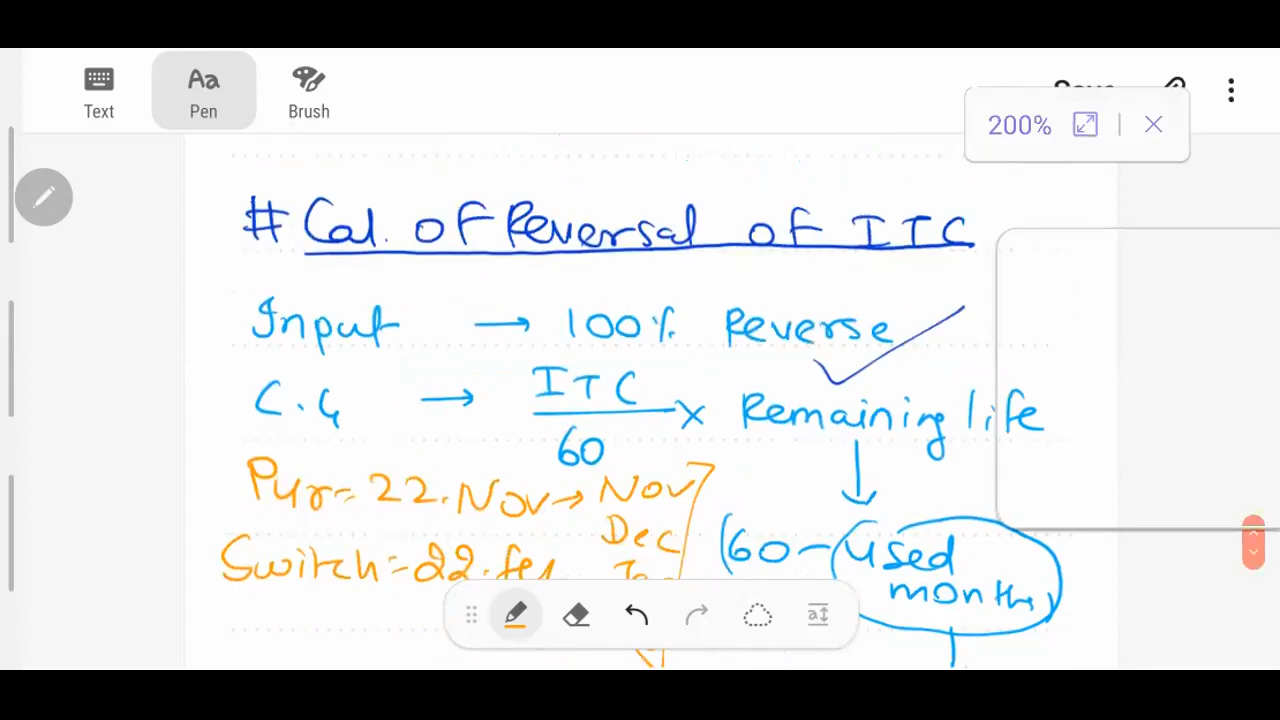 Text
Aa
Pen
Brush
200%
# Cal. of Reversal of ITC
Input → 100% Reverse
C.G → ITC/60 × Remaining life
Pur = 22. Nov → Nov
Dec
(60 - Used months)
Switch = 22. feb